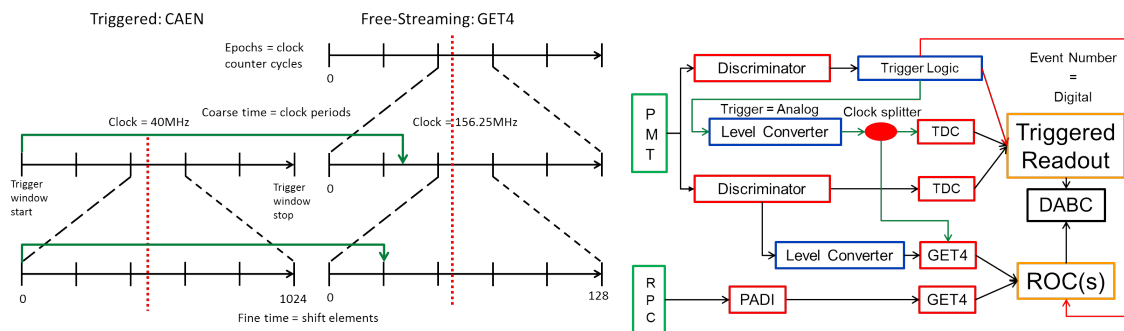 Triggered: CAEN
Free-Streaming: GET4
Epochs = clock
counter cycles
0
Coarse time = clock periods
Clock = 40MHz
Clock = 156.25MHz
Trigger
window
start
Trigger
window
stop
0
0
1024
0
128
Fine time = shift elements
P
M
T
Discriminator
Trigger Logic
Event Number
=
Digital
Trigger = Analog
Clock splitter
Level Converter
TDC
Triggered
Readout
Discriminator
TDC
DABC
Level Converter
GET4
R
P
C
PADI
GET4
ROC(s)